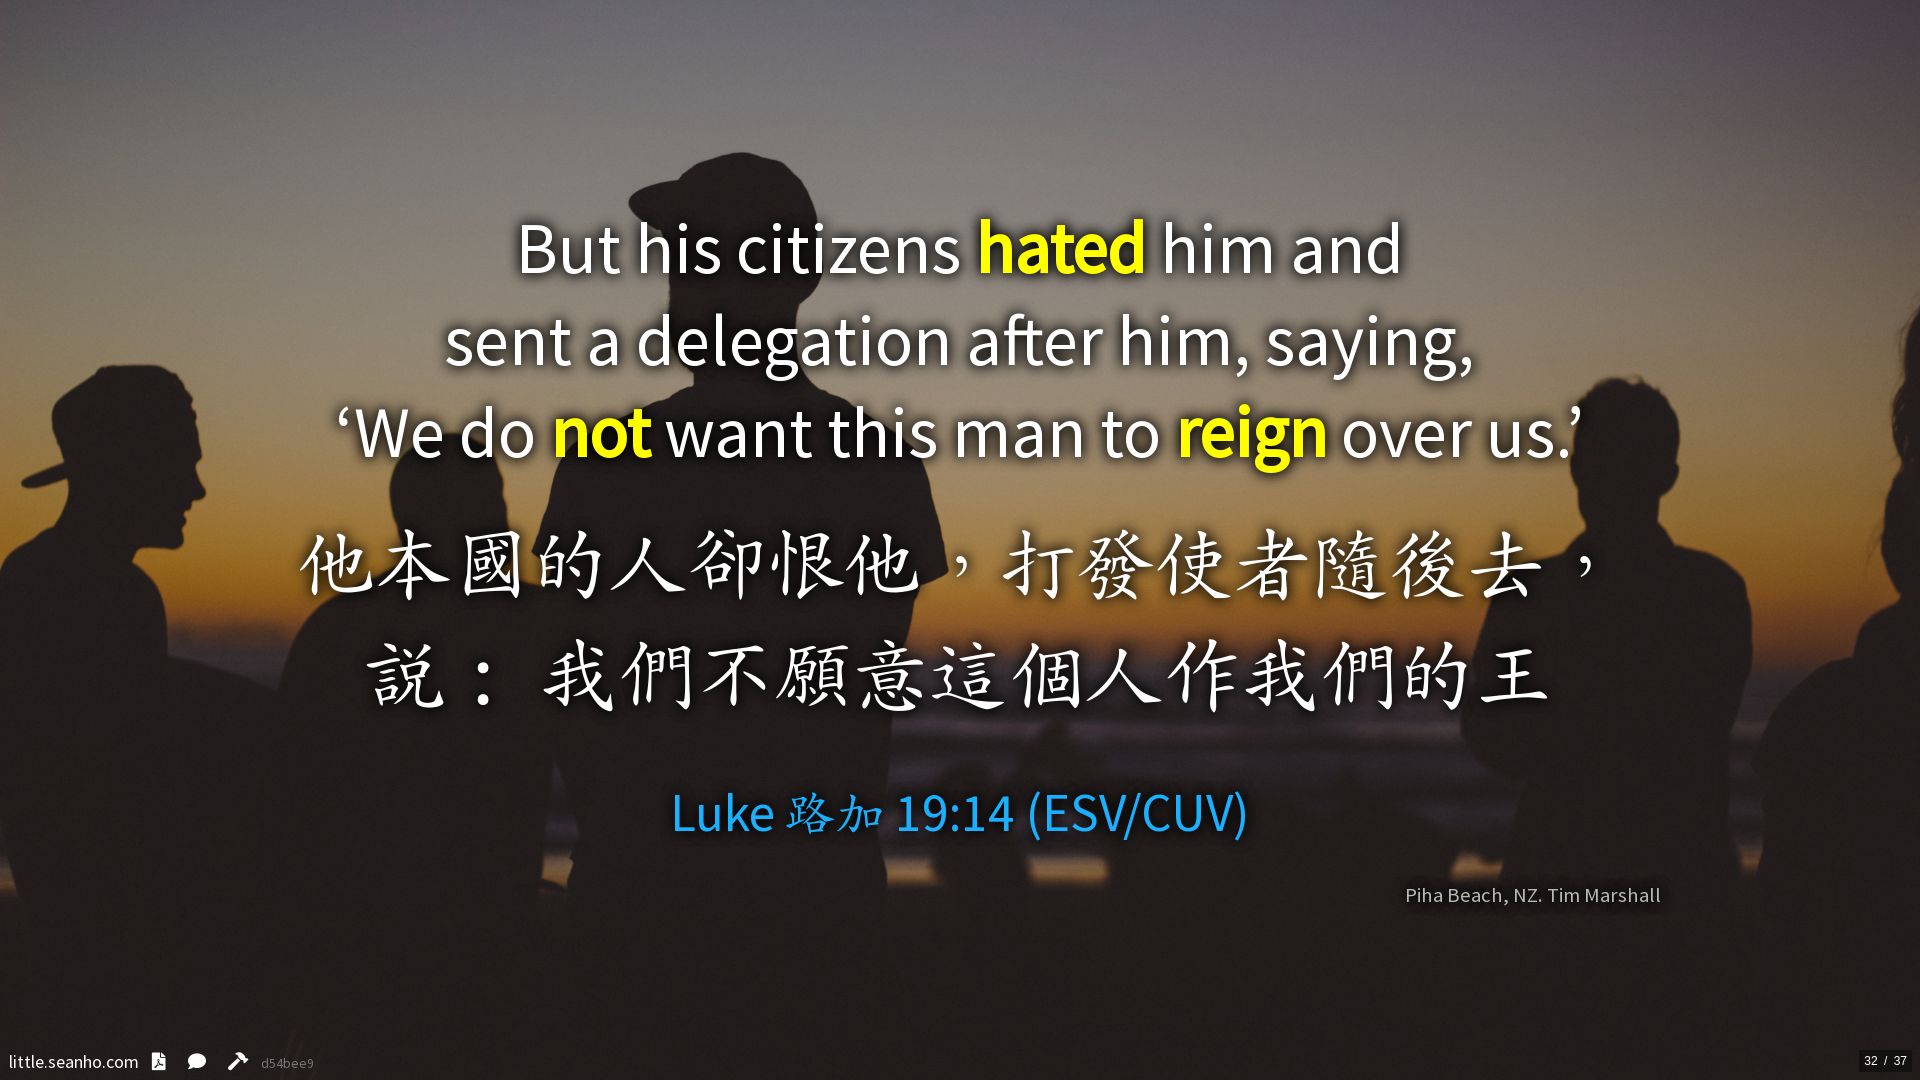 But his citizens hated him and
sent a delegation after him, saying,
‘We do not want this man to reign over us.’
他本國的人卻恨他，打發使者隨後去，
説： 我們不願意這個人作我們的王
Luke 路加 19:14 (ESV/CUV)
Piha Beach, NZ. Tim Marshall
little.seanho.com d54bee9
32 / 37